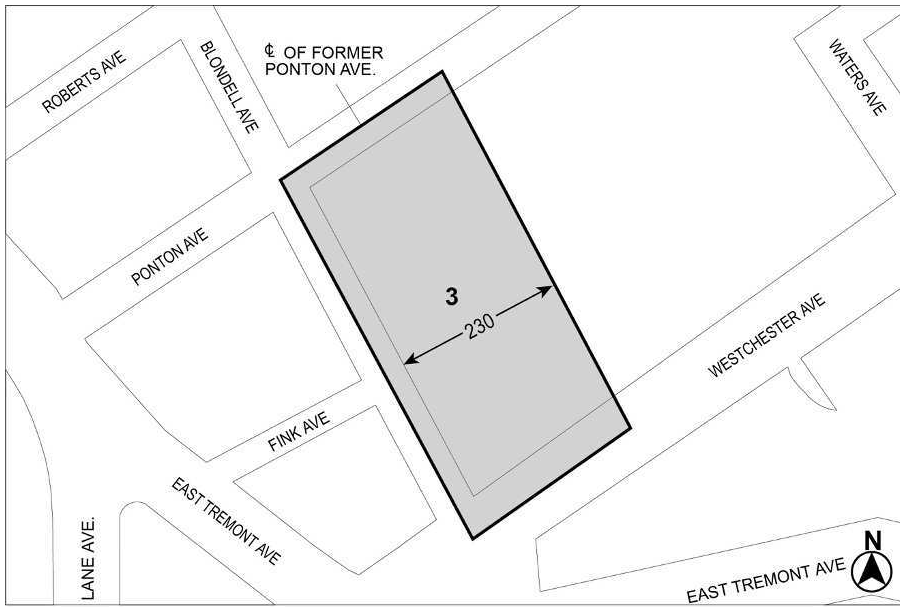 ℄ OF FORMER
PONTON AVE.
ROBERTS AVE
BLONDELL AVE
WATERS AVE
PONTON AVE
3
230
WESTCHESTER AVE
FINK AVE
EAST TREMONT AVE
LANE AVE.
EAST TREMONT AVE
N